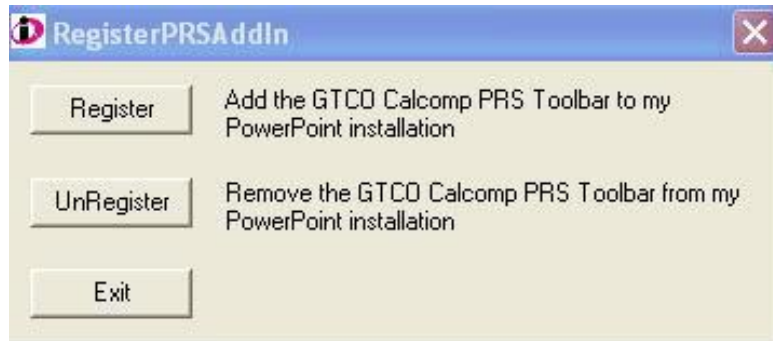 RegisterPRSAddIn
Register
Add the GTCO Calcomp PRS Toolbar to my
PowerPoint installation
UnRegister
Remove the GTCO Calcomp PRS Toolbar from my
PowerPoint installation
Exit